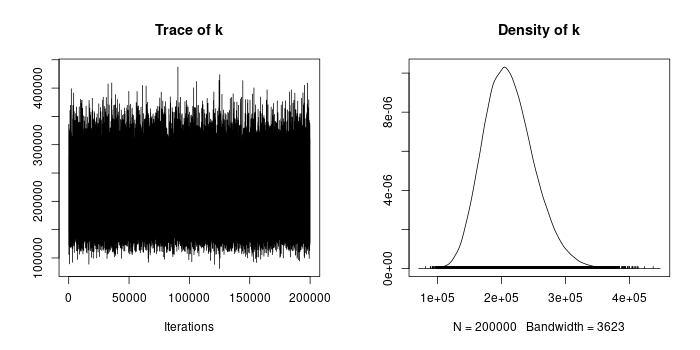 Trace of k
400000
300000
200000
100000
0 50000 100000 150000 200000
Iterations
Density of k
8e-06
4e-06
0e+00
1e+05 2e+05 3e+05 4e+05
N = 200000 Bandwidth = 3623